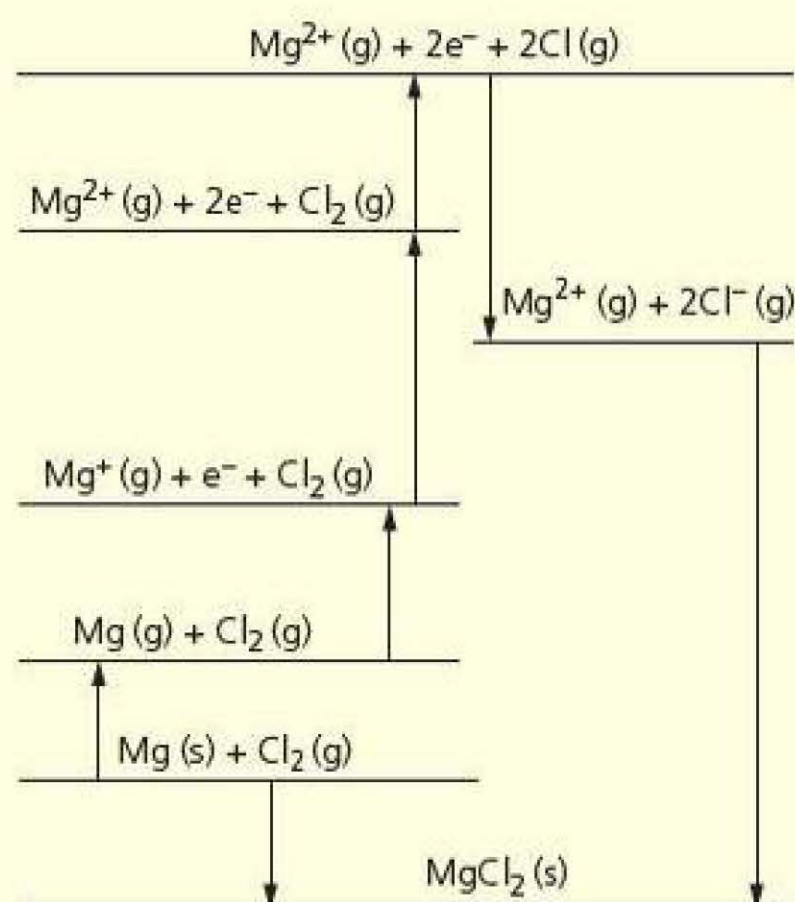 Mg²⁺(g) + 2e⁻ + 2Cl(g)
Mg²⁺(g) + 2e⁻ + Cl₂(g)
Mg²⁺(g) + 2Cl⁻(g)
Mg⁺(g) + e⁻ + Cl₂(g)
Mg(g) + Cl₂(g)
Mg(s) + Cl₂(g)
MgCl₂(s)